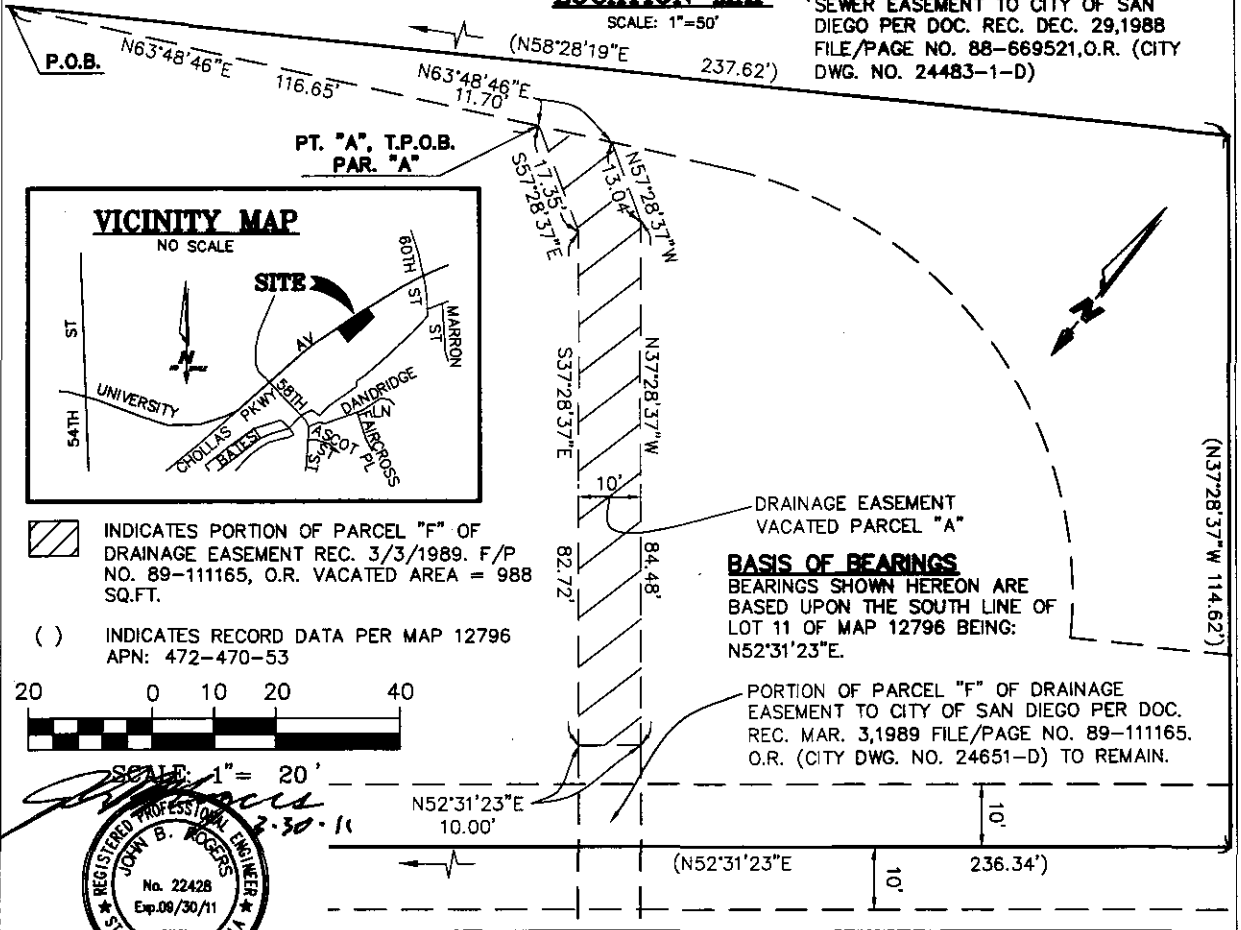 SCALE: 1"=50'
SEWER EASEMENT TO CITY OF SAN
DIEGO PER DOC. REC. DEC. 29,1988
FILE/PAGE NO. 88-669521,O.R. (CITY
DWG. NO. 24483-1-D)
P.O.B.
N63°48'46"E
116.65'
(N58°28'19"E
237.62')
N63°48'46"E
11.70'
PT. "A", T.P.O.B.
PAR. "A"
17.35'
S57°28'37"E
N57°28'37"W
13.04'
VICINITY MAP
NO SCALE
SITE
60TH
ST
MARRON
ST
ST
54TH
N
UNIVERSITY
AV
CHOLLAS PKWY
58TH
BATES
DANDRIDGE
LN
ASCOT PL
FAIRCROSS
S37°28'37"E
N37°28'37"W
10'
82.72'
84.48'
DRAINAGE EASEMENT
VACATED PARCEL "A"
N
(N37°28'37"W 114.62')
INDICATES PORTION OF PARCEL "F" OF
DRAINAGE EASEMENT REC. 3/3/1989. F/P
NO. 89-111165, O.R. VACATED AREA = 988
SQ.FT.
( ) INDICATES RECORD DATA PER MAP 12796
APN: 472-470-53
BASIS OF BEARINGS
BEARINGS SHOWN HEREON ARE
BASED UPON THE SOUTH LINE OF
LOT 11 OF MAP 12796 BEING:
N52°31'23"E.
PORTION OF PARCEL "F" OF DRAINAGE
EASEMENT TO CITY OF SAN DIEGO PER DOC.
REC. MAR. 3,1989 FILE/PAGE NO. 89-111165.
O.R. (CITY DWG. NO. 24651-D) TO REMAIN.
20 0 10 20 40
SCALE: 1"= 20'
N52°31'23"E
10.00'
10'
(N52°31'23"E
236.34')
10'
REGISTERED PROFESSIONAL ENGINEER
JOHN B. ROGERS
No. 22428
Exp.09/30/11